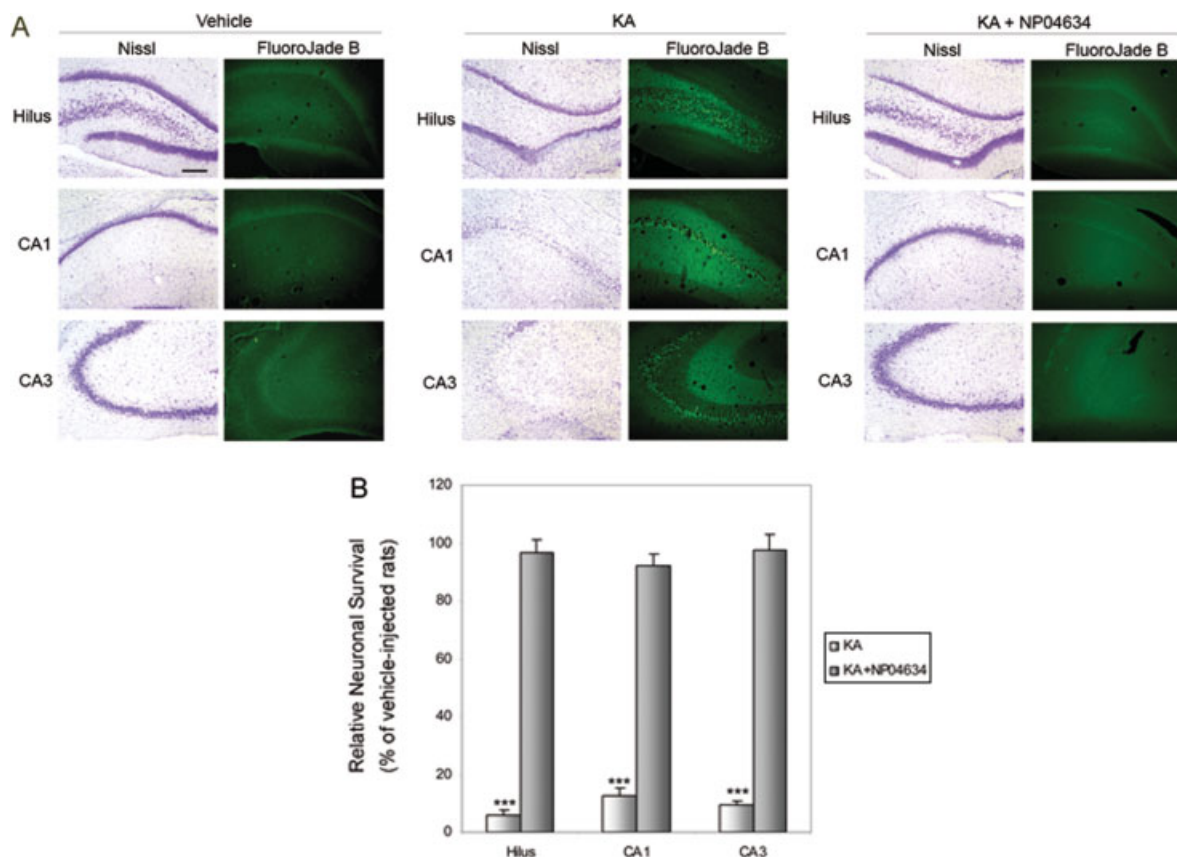 A
Vehicle
KA
KA + NP04634
Nissl
FluoroJade B
Nissl
FluoroJade B
Nissl
FluoroJade B
Hilus
Hilus
Hilus
CA1
CA1
CA1
CA3
CA3
CA3
B
Relative Neuronal Survival
(% of vehicle-injected rats)
120
100
80
60
40
20
0
***
***
***
Hilus
CA1
CA3
KA
KA+NP04634